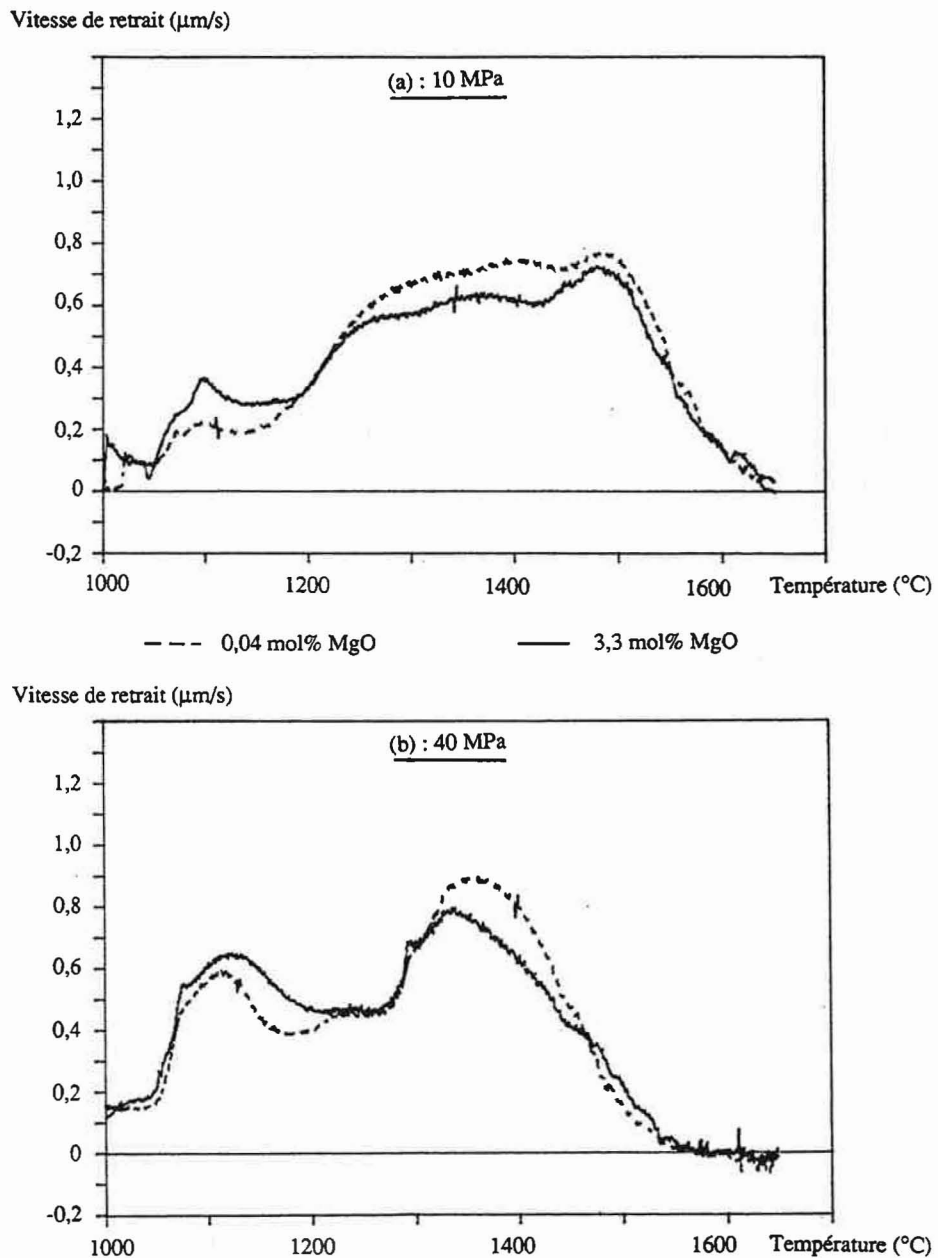 Vitesse de retrait (µm/s)
(a) : 10 MPa
1,2
1,0
0,8
0,6
0,4
0,2
0
-0,2
1000 1200 1400 1600 Température (°C)
0,04 mol% MgO 3,3 mol% MgO
Vitesse de retrait (µm/s)
(b) : 40 MPa
1,2
1,0
0,8
0,6
0,4
0,2
0
-0,2
1000 1200 1400 1600 Température (°C)